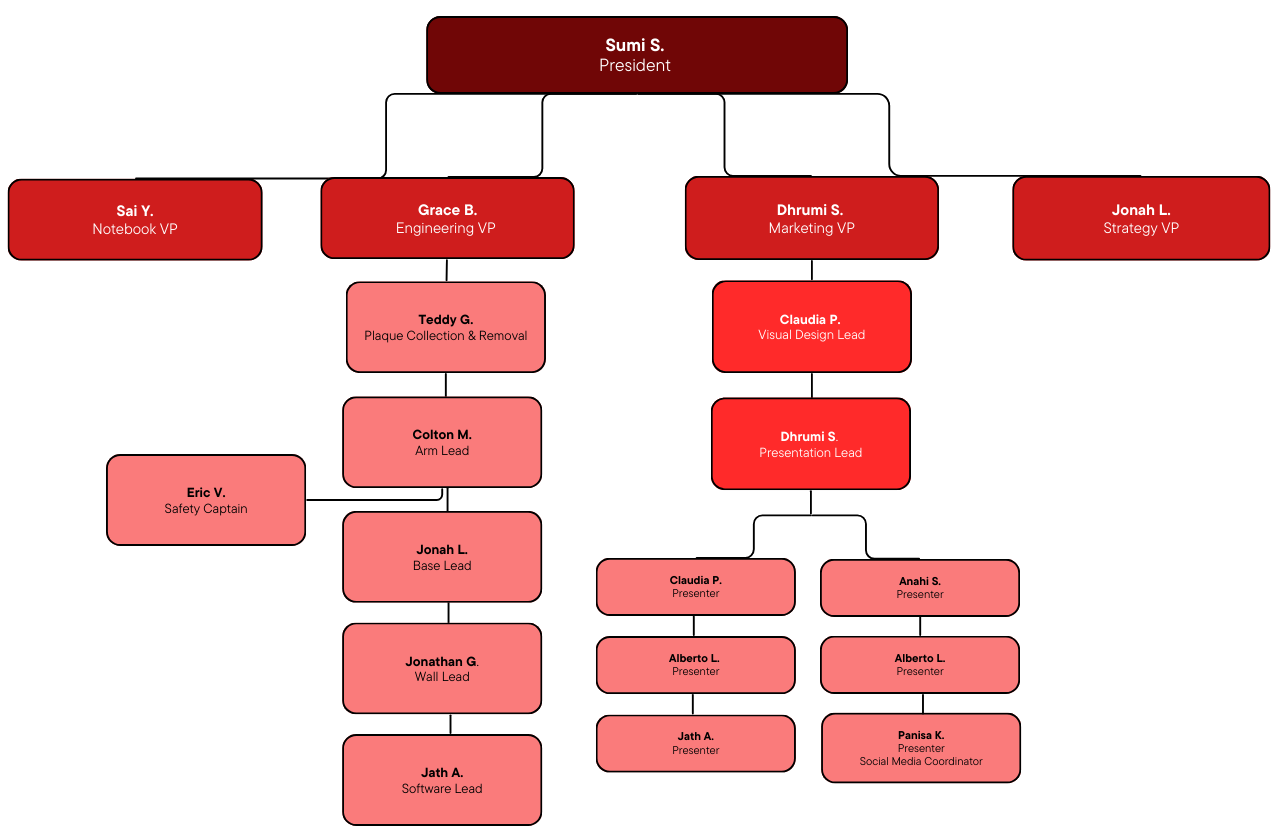 Sumi S.
President
Sai Y.
Notebook VP
Grace B.
Engineering VP
Dhrumi S.
Marketing VP
Jonah L.
Strategy VP
Teddy G.
Plaque Collection & Removal
Claudia P.
Visual Design Lead
Colton M.
Arm Lead
Dhrumi S.
Presentation Lead
Eric V.
Safety Captain
Jonah L.
Base Lead
Claudia P.
Presenter
Anahi S.
Presenter
Jonathan G.
Wall Lead
Alberto L.
Presenter
Alberto L.
Presenter
Jath A.
Presenter
Panisa K.
Presenter
Social Media Coordinator
Jath A.
Software Lead